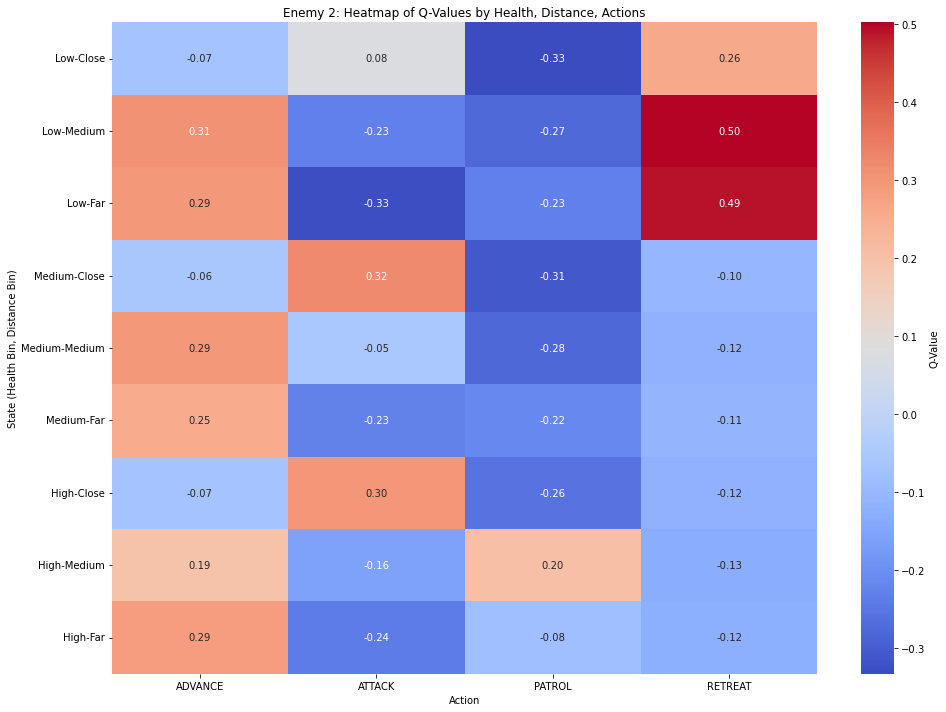 Enemy 2: Heatmap of Q-Values by Health, Distance, Actions
State (Health Bin, Distance Bin)
Low-Close -0.07 0.08 -0.33 0.26
Low-Medium 0.31 -0.23 -0.27 0.50
Low-Far 0.29 -0.33 -0.23 0.49
Medium-Close -0.06 0.32 -0.31 -0.10
Medium-Medium 0.29 -0.05 -0.28 -0.12
Medium-Far 0.25 -0.23 -0.22 -0.11
High-Close -0.07 0.30 -0.26 -0.12
High-Medium 0.19 -0.16 0.20 -0.13
High-Far 0.29 -0.24 -0.08 -0.12
ADVANCE ATTACK PATROL RETREAT
Action
0.5
0.4
0.3
0.2
0.1
0.0
−0.1
−0.2
−0.3
Q-Value